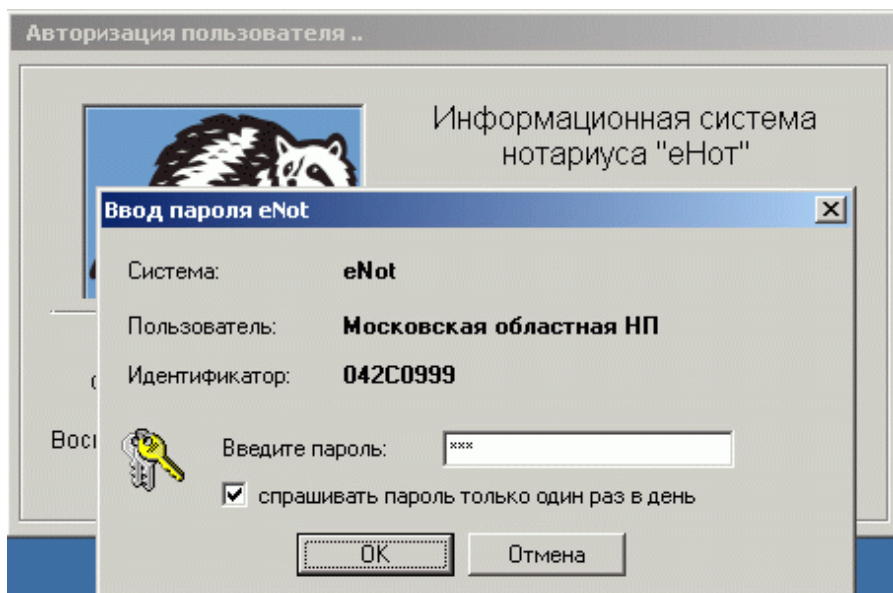 Авторизация пользователя ..
Информационная система
нотариуса "еНот"
Ввод пароля eNot
Система: eNot
Пользователь: Московская областная НП
Идентификатор: 042C0999
Введите пароль: ***
спрашивать пароль только один раз в день
OK Отмена